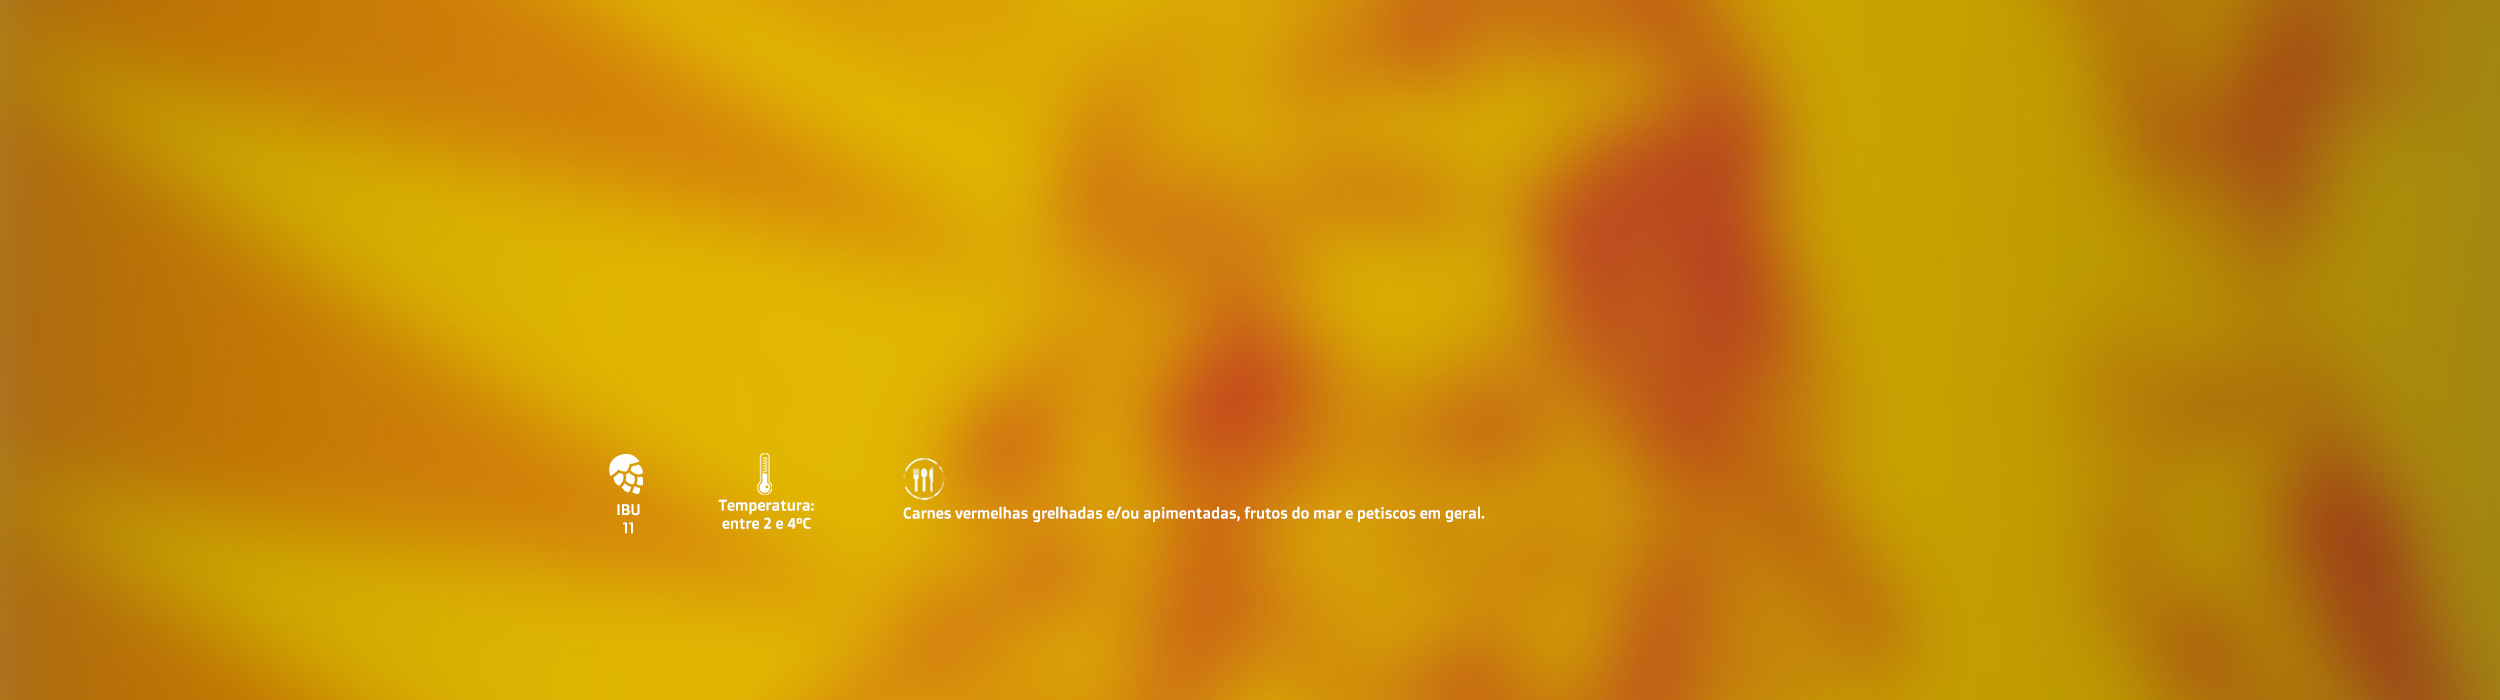 IBU
11
Temperatura:
entre 2 e 4ºC
Carnes vermelhas grelhadas e/ou apimentadas, frutos do mar e petiscos em geral.